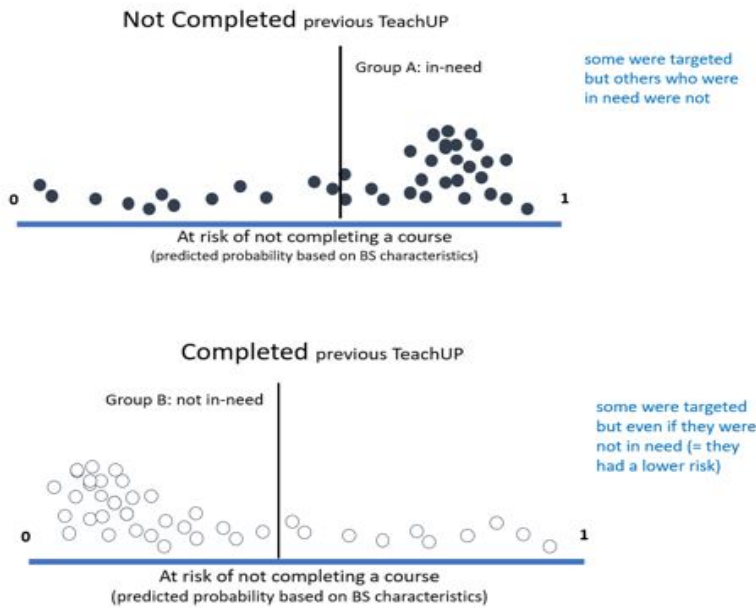 Not Completed previous TeachUP
Group A: in-need
some were targeted
but others who were
in need were not
0
1
At risk of not completing a course
(predicted probability based on BS characteristics)
Completed previous TeachUP
Group B: not in-need
some were targeted
but even if they were
not in need (= they
had a lower risk)
0
1
At risk of not completing a course
(predicted probability based on BS characteristics)